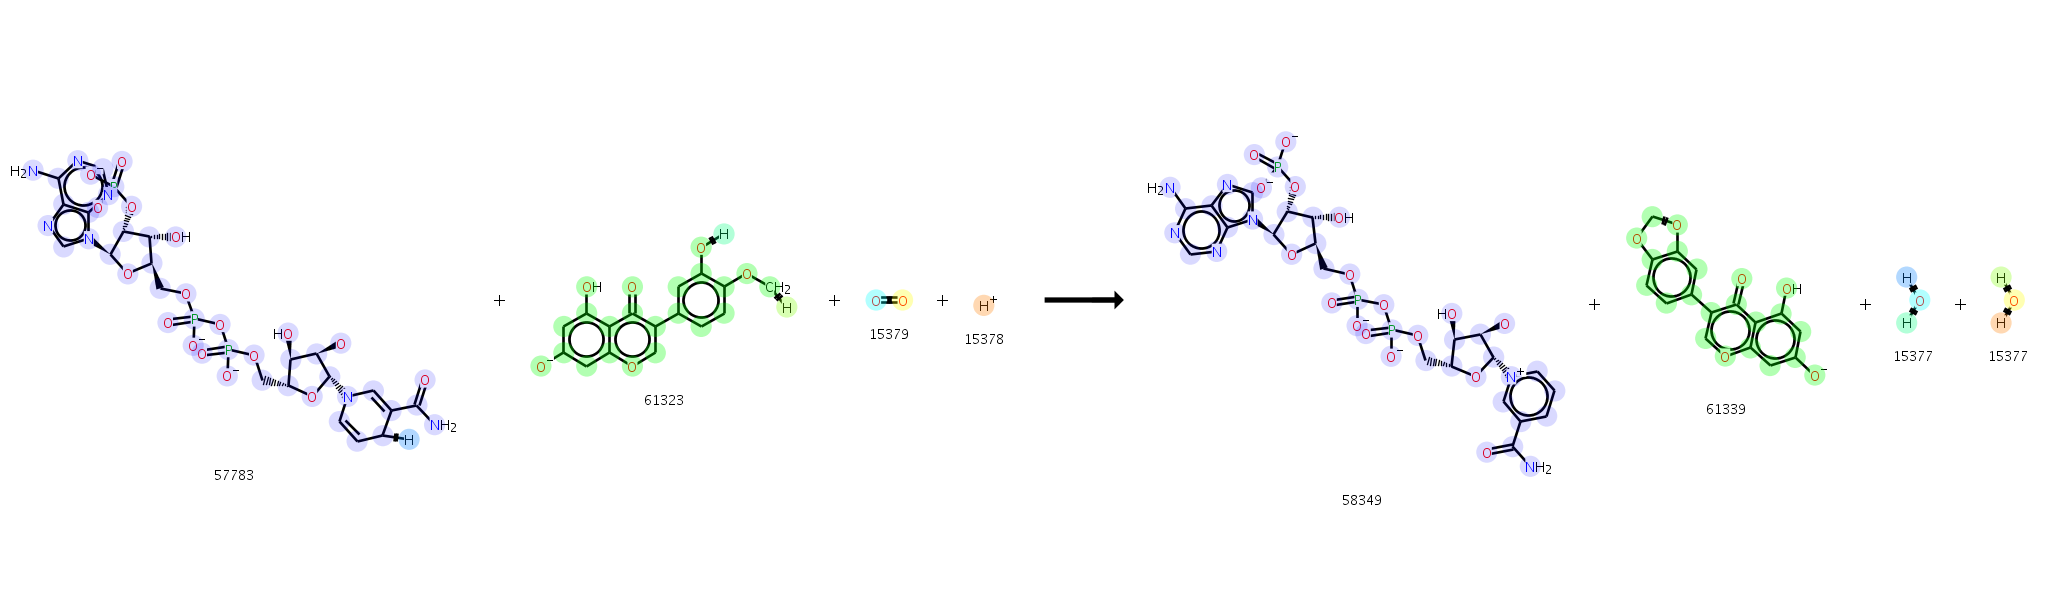 N O
H₂N O⁻ P
N
N O O
N OH
O
O
O P O
O⁻
O P O
O⁻
HO O
O
N O
NH₂
H
57783
+
H
O
O CH₂
OH O H
O⁻ O
61323
+
O O
15379
+
H⁺
15378
O⁻
O P
H₂N N O⁻ O
N N OH
N O
O
O P O
O⁻
O P O
O⁻
HO O
O N⁺
O
NH₂
58349
+
O O
O OH
O
O⁻
61339
+
H
O
H
15377
+
H
O
H
15377